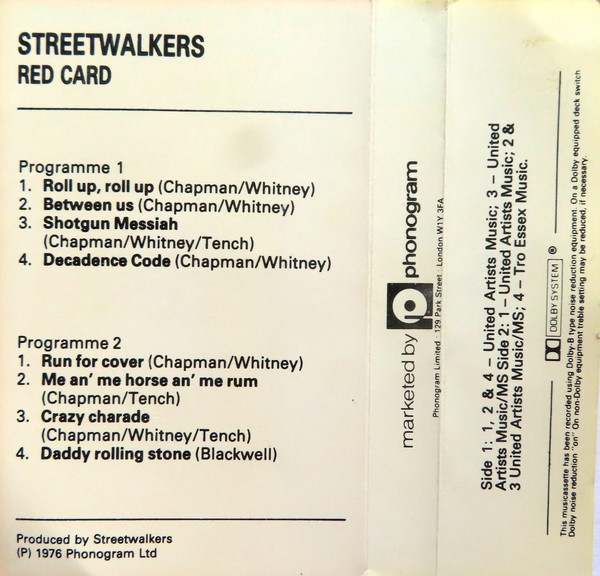 STREETWALKERS
RED CARD
Programme 1
1. Roll up, roll up (Chapman/Whitney)
2. Between us (Chapman/Whitney)
3. Shotgun Messiah
(Chapman/Whitney/Tench)
4. Decadence Code (Chapman/Whitney)
Programme 2
1. Run for cover (Chapman/Whitney)
2. Me an' me horse an' me rum
(Chapman/Tench)
3. Crazy charade
(Chapman/Whitney/Tench)
4. Daddy rolling stone (Blackwell)
Produced by Streetwalkers
(P) 1976 Phonogram Ltd
marketed by phonogram
Phonogram Limited · 129 Park Street · London W1Y 3FA
Side 1: 1, 2 & 4 – United Artists Music; 3 – United
Artists Music/MS Side 2: 1 – United Artists Music; 2 &
3 United Artists Music/MS; 4 – Tro Essex Music.
DOLBY SYSTEM ®
This musicassette has been recorded using Dolby-B type noise reduction equipment. On a Dolby equipped deck switch
Dolby noise reduction "on" On non-Dolby equipment treble setting may be reduced, if necessary.